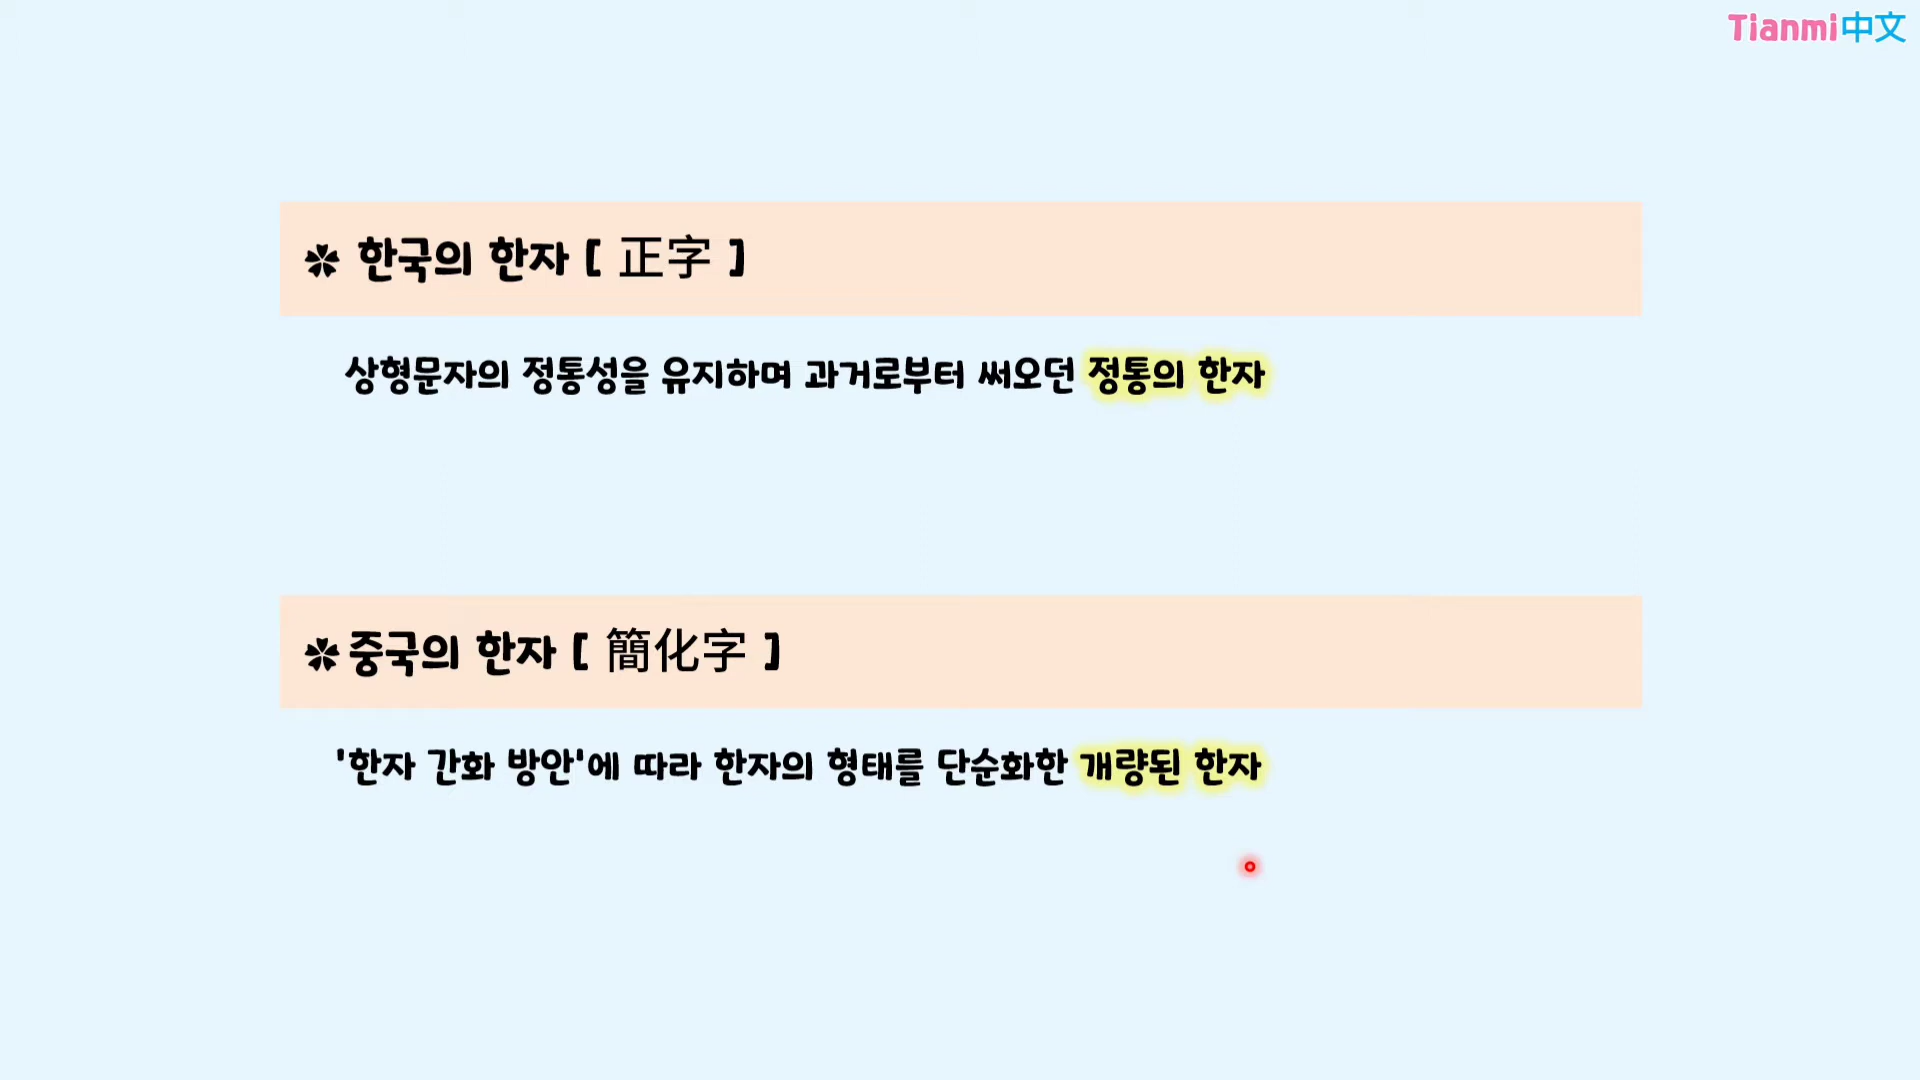 Tianmi中文
✽ 한국의 한자 [ 正字 ]
상형문자의 정통성을 유지하며 과거로부터 써오던 정통의 한자
✽ 중국의 한자 [ 簡化字 ]
'한자 간화 방안'에 따라 한자의 형태를 단순화한 개량된 한자